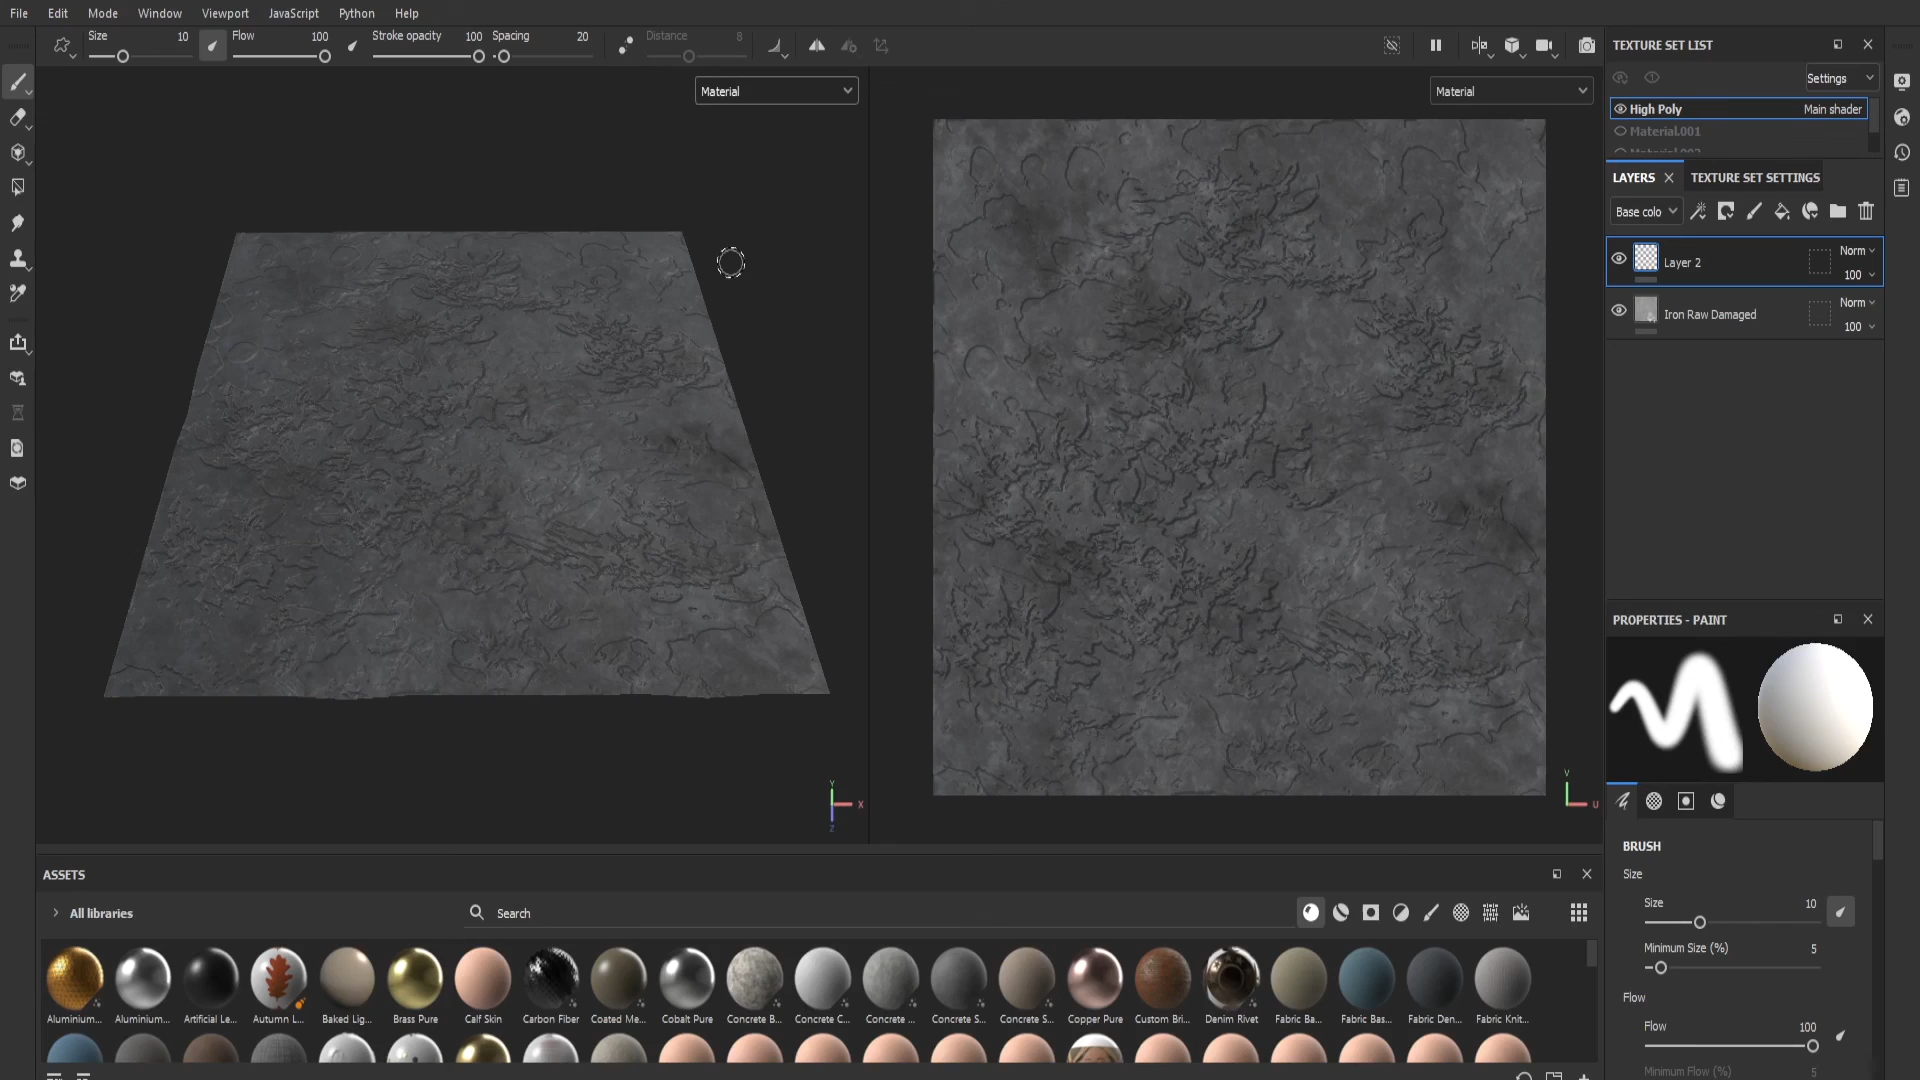 File Edit Mode Window Viewport JavaScript Python Help
Size 10 Flow 100 Stroke opacity 100 Spacing 20 Distance 8
Material
Material
TEXTURE SET LIST
Settings
High Poly Main shader
Material.001
LAYERS TEXTURE SET SETTINGS
Base colo
Layer 2 Norm 100
Iron Raw Damaged Norm 100
Y X Z
V U
PROPERTIES - PAINT
BRUSH
Size
Size 10
Minimum Size (%) 5
Flow
Flow 100
Minimum Flow (%) 5
ASSETS
All libraries Search
Aluminium... Aluminium... Artificial Le... Autumn L... Baked Lig... Brass Pure Calf Skin Carbon Fiber Coated Me... Cobalt Pure Concrete B... Concrete C... Concrete ... Concrete S... Concrete S... Copper Pure Custom Bri... Denim Rivet Fabric Ba... Fabric Bas... Fabric Den... Fabric Knit...